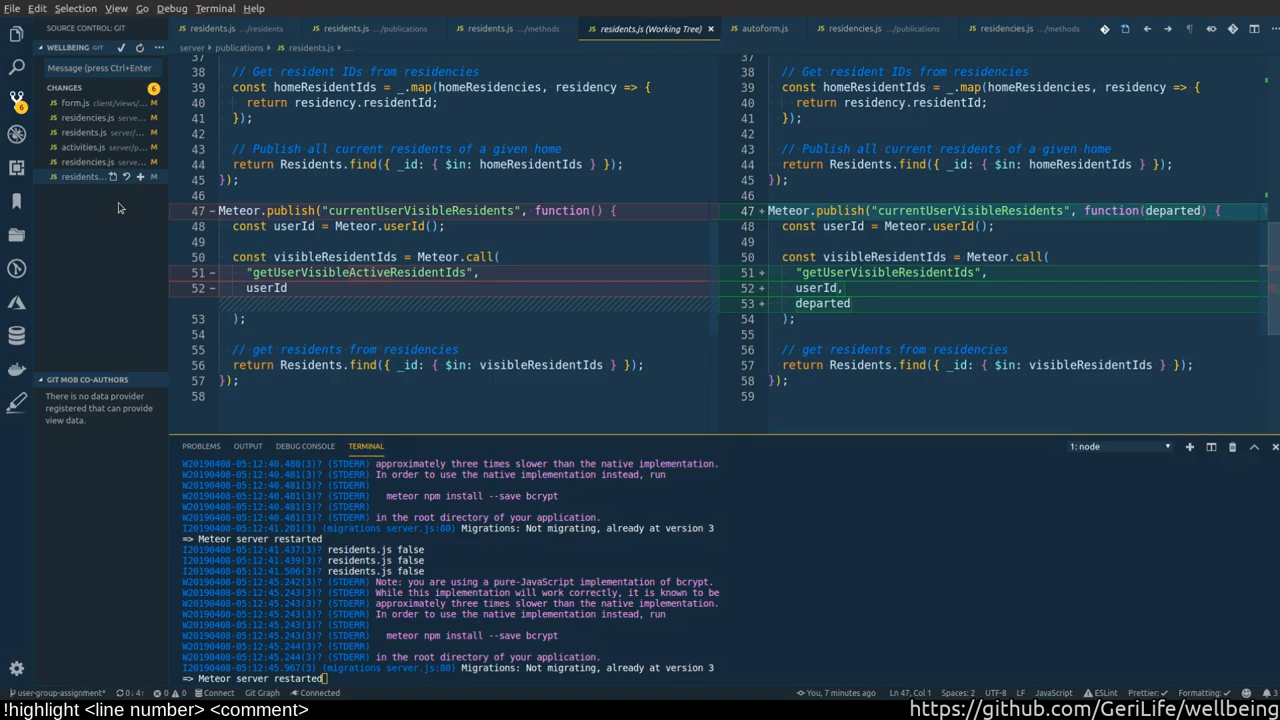 File Edit Selection View Go Debug Terminal Help
SOURCE CONTROL: GIT
WELLBEING GIT
Message (press Ctrl+Enter
CHANGES 6
form.js client/views/... M
residencies.js serve... M
residents.js server/... M
activities.js server/p... M
residencies.js serve... M
residents... M
6
GIT MOB CO-AUTHORS
There is no data provider
registered that can provide
view data.
residents.js .../residents
residents.js .../publications
residents.js .../methods
residents.js (Working Tree) ×
autoform.js
residencies.js .../publications
residencies.js .../methods
server › publications › residents.js › ...
37
38 // Get resident IDs from residencies
39 const homeResidentIds = _.map(homeResidencies, residency => {
40 return residency.residentId;
41 });
42
43 // Publish all current residents of a given home
44 return Residents.find({ _id: { $in: homeResidentIds } });
45 });
46
47 - Meteor.publish("currentUserVisibleResidents", function() {
48 const userId = Meteor.userId();
49
50 const visibleResidentIds = Meteor.call(
51 - "getUserVisibleActiveResidentIds",
52 - userId
53 );
54
55 // get residents from residencies
56 return Residents.find({ _id: { $in: visibleResidentIds } });
57 });
58
37
38 // Get resident IDs from residencies
39 const homeResidentIds = _.map(homeResidencies, residency => {
40 return residency.residentId;
41 });
42
43 // Publish all current residents of a given home
44 return Residents.find({ _id: { $in: homeResidentIds } });
45 });
46
47 + Meteor.publish("currentUserVisibleResidents", function(departed) {
48 const userId = Meteor.userId();
49
50 const visibleResidentIds = Meteor.call(
51 + "getUserVisibleResidentIds",
52 + userId,
53 + departed
54 );
55
56 // get residents from residencies
57 return Residents.find({ _id: { $in: visibleResidentIds } });
58 });
59
PROBLEMS OUTPUT DEBUG CONSOLE TERMINAL 1: node
W20190408-05:12:40.480(3)? (STDERR) approximately three times slower than the native implementation.
W20190408-05:12:40.481(3)? (STDERR) In order to use the native implementation instead, run
W20190408-05:12:40.481(3)? (STDERR)
W20190408-05:12:40.481(3)? (STDERR) meteor npm install --save bcrypt
W20190408-05:12:40.481(3)? (STDERR)
W20190408-05:12:40.481(3)? (STDERR) in the root directory of your application.
I20190408-05:12:41.201(3) (migrations server.js:80) Migrations: Not migrating, already at version 3
=> Meteor server restarted
I20190408-05:12:41.437(3)? residents.js false
I20190408-05:12:41.439(3)? residents.js false
I20190408-05:12:41.506(3)? residents.js false
W20190408-05:12:45.242(3)? (STDERR) Note: you are using a pure-JavaScript implementation of bcrypt.
W20190408-05:12:45.243(3)? (STDERR) While this implementation will work correctly, it is known to be
W20190408-05:12:45.243(3)? (STDERR) approximately three times slower than the native implementation.
W20190408-05:12:45.243(3)? (STDERR) In order to use the native implementation instead, run
W20190408-05:12:45.243(3)? (STDERR)
W20190408-05:12:45.243(3)? (STDERR) meteor npm install --save bcrypt
W20190408-05:12:45.244(3)? (STDERR)
W20190408-05:12:45.244(3)? (STDERR) in the root directory of your application.
I20190408-05:12:45.967(3) (migrations server.js:80) Migrations: Not migrating, already at version 3
=> Meteor server restarted
user-group-assignment* 0↓ 4↑ 0 0 Connect Git Graph Connected You, 7 minutes ago Ln 47, Col 1 Spaces: 2 UTF-8 LF JavaScript ESLint Prettier: ✓ Formatting: ✓ 3
!highlight <line number> <comment> https://github.com/GeriLife/wellbeing